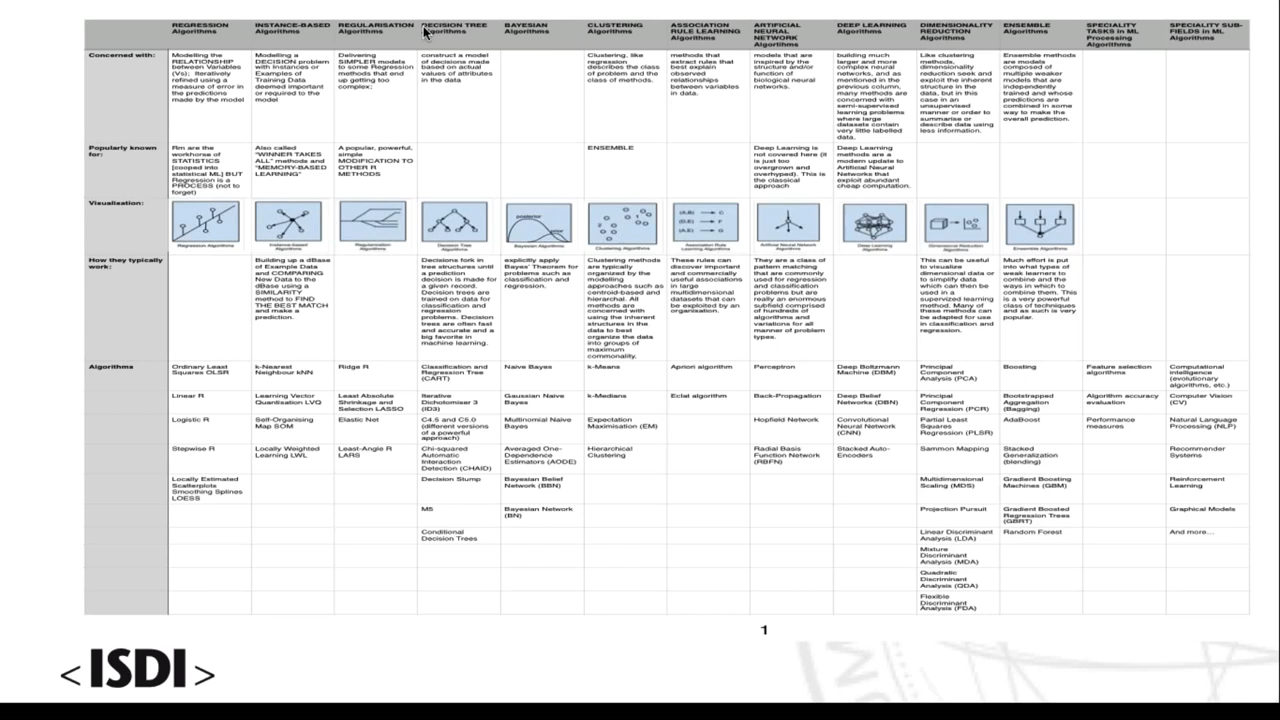 REGRESSION
Algorithms
INSTANCE-BASED
Algorithms
REGULARISATION
Algorithms
DECISION TREE
Algorithms
BAYESIAN
Algorithms
CLUSTERING
Algorithms
ASSOCIATION
RULE LEARNING
Algorithms
ARTIFICIAL
NEURAL
NETWORK
Algortihms
DEEP LEARNING
Algorithms
DIMENSIONALITY
REDUCTION
Algorithms
ENSEMBLE
Algorithms
SPECIALITY
TASKS in ML
Processing
Algorithms
SPECIALITY SUB-
FIELDS in ML
Algorithms
Concerned with:
Modelling the
RELATIONSHIP
between Variables
(Vs); iteratively
refined using a
measure of error in
the predictions
made by the model
Modelling a
DECISION problem
with Instances or
Examples of
Training Data
deemed important
or required to the
model
Delivering
SIMPLER models
to some Regression
methods that end
up getting too
complex;
construct a model
of decisions made
based on actual
values of attributes
in the data
Clustering, like
regression
describes the class
of problem and the
class of methods.
methods that
extract rules that
best explain
observed
relationships
between variables
in data.
models that are
inspired by the
structure and/or
function of
biological neural
networks.
building much
larger and more
complex neural
networks, and as
mentioned in the
previous column,
many methods are
concerned with
semi-supervised
learning problems
where large
datasets contain
very little labelled
data.
Like clustering
methods,
dimensionality
reduction seek and
exploit the inherent
structure in the
data, but in this
case in an
unsupervised
manner or order to
summarise or
describe data using
less information.
Ensemble methods
are models
composed of
multiple weaker
models that are
independently
trained and whose
predictions are
combined in some
way to make the
overall prediction.
Popularly known
for:
Rm are the
workhorse of
STATISTICS
[cooped into
statistical ML] BUT
Regression is a
PROCESS (not to
forget)
Also called
"WINNER TAKES
ALL" methods and
"MEMORY-BASED
LEARNING"
A popular, powerful,
simple
MODIFICATION TO
OTHER R
METHODS
ENSEMBLE
Deep Learning is
not covered here (it
is just too
overgrown and
overhyped). This is
the classical
approach
Deep Learning
methods are a
modern update to
Artificial Neural
Networks that
exploit abundant
cheap computation.
Visualisation:
Regression Algorithms
Instance-based
Algorithms
Regularization
Algorithms
Decision Tree
Algorithms
posterior
Bayesian Algorithms
Clustering Algorithms
(A,B) → C
(D,E) → F
(A,E) → G
Association Rule
Learning Algorithms
Artificial Neural Network
Algorithms
Deep Learning
Algorithms
Dimensional Reduction
Algorithms
Ensemble Algorithms
How they typically
work:
Building up a dBase
of Example Data
and COMPARING
New Data to the
dBase using a
SIMILARITY
method to FIND
THE BEST MATCH
and make a
prediction.
Decisions fork in
tree structures until
a prediction
decision is made for
a given record.
Decision trees are
trained on data for
classification and
regression
problems. Decision
trees are often fast
and accurate and a
big favorite in
machine learning.
explicitly apply
Bayes' Theorem for
problems such as
classification and
regression.
Clustering methods
are typically
organized by the
modelling
approaches such as
centroid-based and
hierarchal. All
methods are
concerned with
using the inherent
structures in the
data to best
organize the data
into groups of
maximum
commonality.
These rules can
discover important
and commercially
useful associations
in large
multidimensional
datasets that can
be exploited by an
organisation.
They are a class of
pattern matching
that are commonly
used for regression
and classification
problems but are
really an enormous
subfield comprised
of hundreds of
algorithms and
variations for all
manner of problem
types.
This can be useful
to visualize
dimensional data or
to simplify data
which can then be
used in a
supervized learning
method. Many of
these methods can
be adapted for use
in classification and
regression.
Much effort is put
into what types of
weak learners to
combine and the
ways in which to
combine them. This
is a very powerful
class of techniques
and as such is very
popular.
Algorithms
Ordinary Least
Squares OLSR
k-Nearest
Neighbour kNN
Ridge R
Classification and
Regression Tree
(CART)
Naive Bayes
k-Means
Apriori algorithm
Perceptron
Deep Boltzmann
Machine (DBM)
Principal
Component
Analysis (PCA)
Boosting
Feature selection
algorithms
Computational
intelligence
(evolutionary
algorithms, etc.)
Linear R
Learning Vector
Quantisation LVQ
Least Absolute
Shrinkage and
Selection LASSO
Iterative
Dichotomiser 3
(ID3)
Gaussian Naive
Bayes
k-Medians
Eclat algorithm
Back-Propagation
Deep Belief
Networks (DBN)
Principal
Component
Regression (PCR)
Bootstrapped
Aggregation
(Bagging)
Algorithm accuracy
evaluation
Computer Vision
(CV)
Logistic R
Self-Organising
Map SOM
Elastic Net
C4.5 and C5.0
(different versions
of a powerful
approach)
Multinomial Naive
Bayes
Expectation
Maximisation (EM)
Hopfield Network
Convolutional
Neural Network
(CNN)
Partial Least
Squares
Regression (PLSR)
AdaBoost
Performance
measures
Natural Language
Processing (NLP)
Stepwise R
Locally Weighted
Learning LWL
Least-Angle R
LARS
Chi-squared
Automatic
Interaction
Detection (CHAID)
Averaged One-
Dependence
Estimators (AODE)
Hierarchical
Clustering
Radial Basis
Function Network
(RBFN)
Stacked Auto-
Encoders
Sammon Mapping
Stacked
Generalization
(blending)
Recommender
Systems
Locally Estimated
Scatterplots
Smoothing Splines
LOESS
Decision Stump
Bayesian Belief
Network (BBN)
Multidimensional
Scaling (MDS)
Gradient Boosting
Machines (GBM)
Reinforcement
Learning
M5
Bayesian Network
(BN)
Projection Pursuit
Gradient Boosted
Regression Trees
(GBRT)
Graphical Models
Conditional
Decision Trees
Linear Discriminant
Analysis (LDA)
Random Forest
And more...
Mixture
Discriminant
Analysis (MDA)
Quadratic
Discriminant
Analysis (QDA)
Flexible
Discriminant
Analysis (FDA)
1
<ISDI>